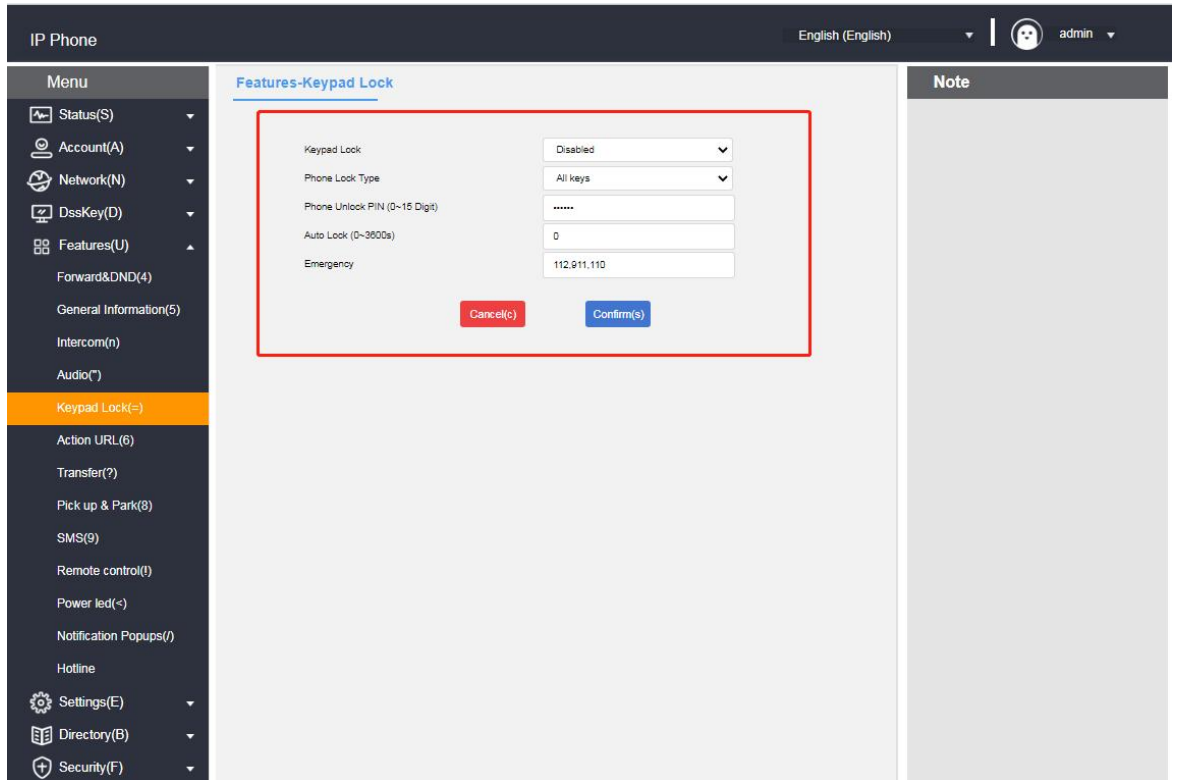 IP Phone
English (English)
admin
Menu
Status(S)
Account(A)
Network(N)
DssKey(D)
Features(U)
Forward&DND(4)
General Information(5)
Intercom(n)
Audio(")
Keypad Lock(=)
Action URL(6)
Transfer(?)
Pick up & Park(8)
SMS(9)
Remote control(!)
Power led(<)
Notification Popups(/)
Hotline
Settings(E)
Directory(B)
Security(F)
Features-Keypad Lock
Keypad Lock Disabled
Phone Lock Type All keys
Phone Unlock PIN (0~15 Digit) ••••••
Auto Lock (0~3600s) 0
Emergency 112,911,110
Cancel(c) Confirm(s)
Note